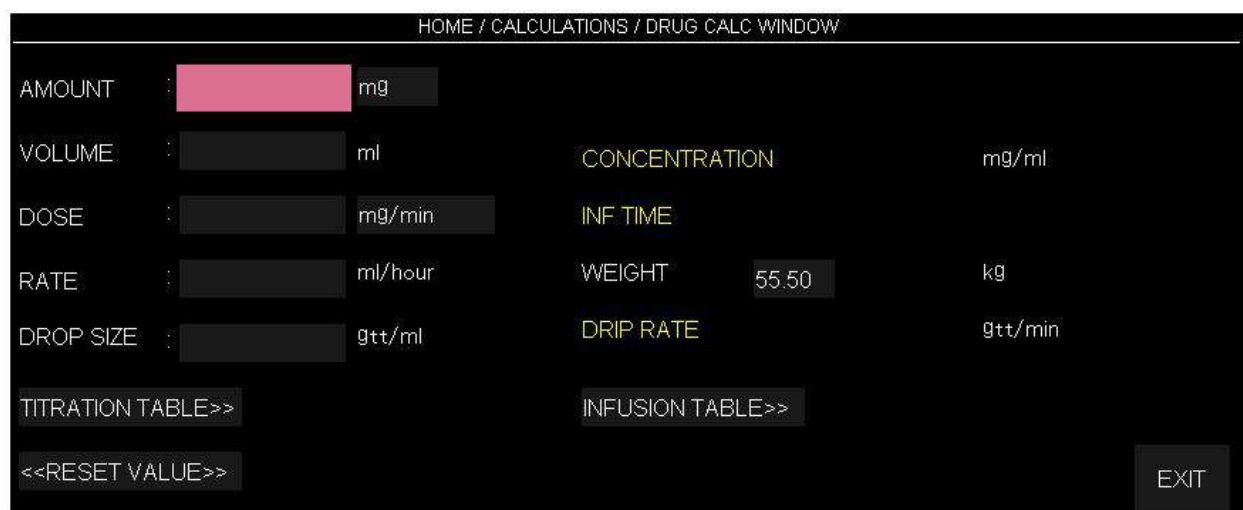 HOME / CALCULATIONS / DRUG CALC WINDOW
AMOUNT : mg
VOLUME : ml CONCENTRATION mg/ml
DOSE : mg/min INF TIME
RATE : ml/hour WEIGHT 55.50 kg
DROP SIZE : gtt/ml DRIP RATE gtt/min
TITRATION TABLE>> INFUSION TABLE>>
<<RESET VALUE>> EXIT